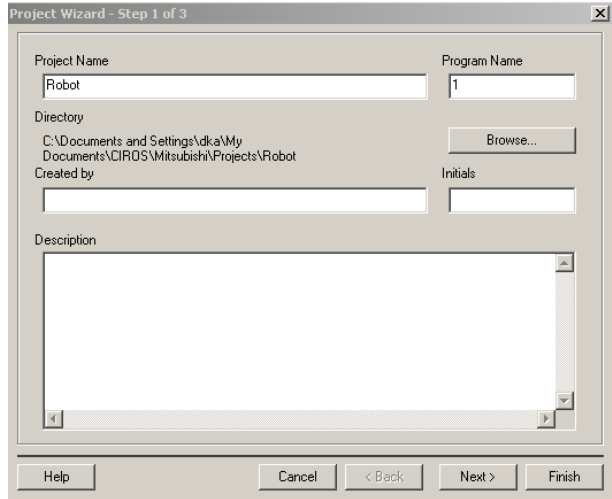 Project Wizard - Step 1 of 3
Project Name
Program Name
Robot
1
Directory
C:\Documents and Settings\dka\My
Documents\CIROS\Mitsubishi\Projects\Robot
Browse...
Created by
Initials
Description
Help
Cancel
< Back
Next >
Finish